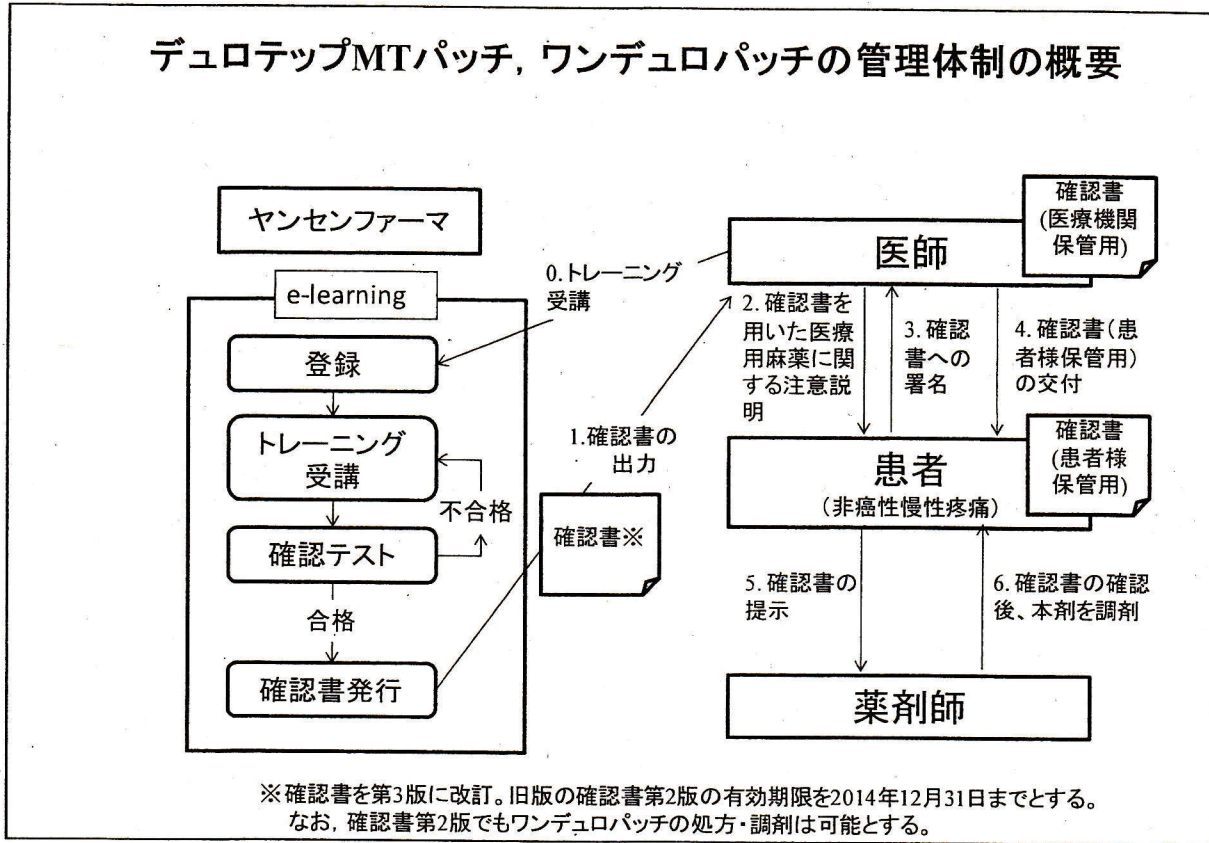 デュロテップMTパッチ，ワンデュロパッチの管理体制の概要
ヤンセンファーマ
e-learning
登録
トレーニング
受講
確認テスト
不合格
合格
確認書発行
0.トレーニング
受講
1.確認書の
出力
確認書※
医師
確認書
(医療機関
保管用)
2.確認書を
用いた医療
用麻薬に関
する注意説
明
3.確認
書への
署名
4.確認書（患
者様保管用）
の交付
患者
（非癌性慢性疼痛）
確認書
(患者様
保管用)
5.確認書の
提示
6.確認書の確認
後、本剤を調剤
薬剤師
※確認書を第3版に改訂。旧版の確認書第2版の有効期限を2014年12月31日までとする。
なお，確認書第2版でもワンデュロパッチの処方・調剤は可能とする。